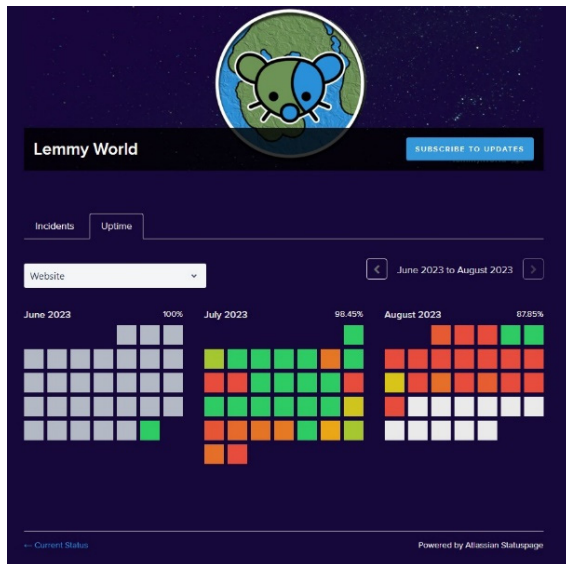 Lemmy World
SUBSCRIBE TO UPDATES
Incidents Uptime
Website
June 2023 to August 2023
June 2023 100% July 2023 98.45% August 2023 87.85%
← Current Status Powered by Atlassian Statuspage